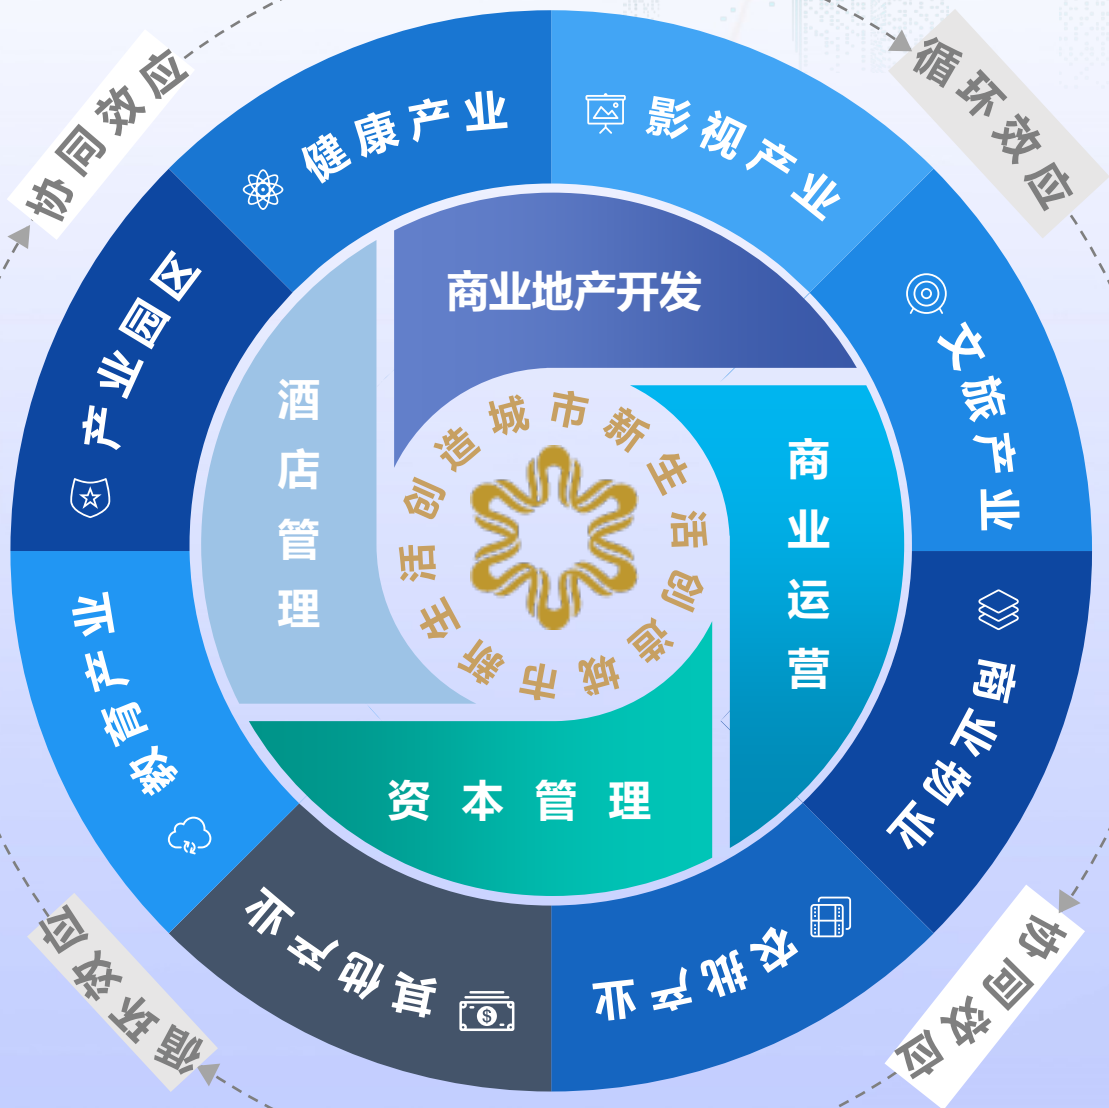 协同效应
循环效应
健康产业
影视产业
文旅产业
商业物业
农批产业
其他产业
教育产业
产业园区
商业地产开发
商业运营
资本管理
酒店管理
创造城市新生活
创造城市新生活
协同效应
循环效应
$